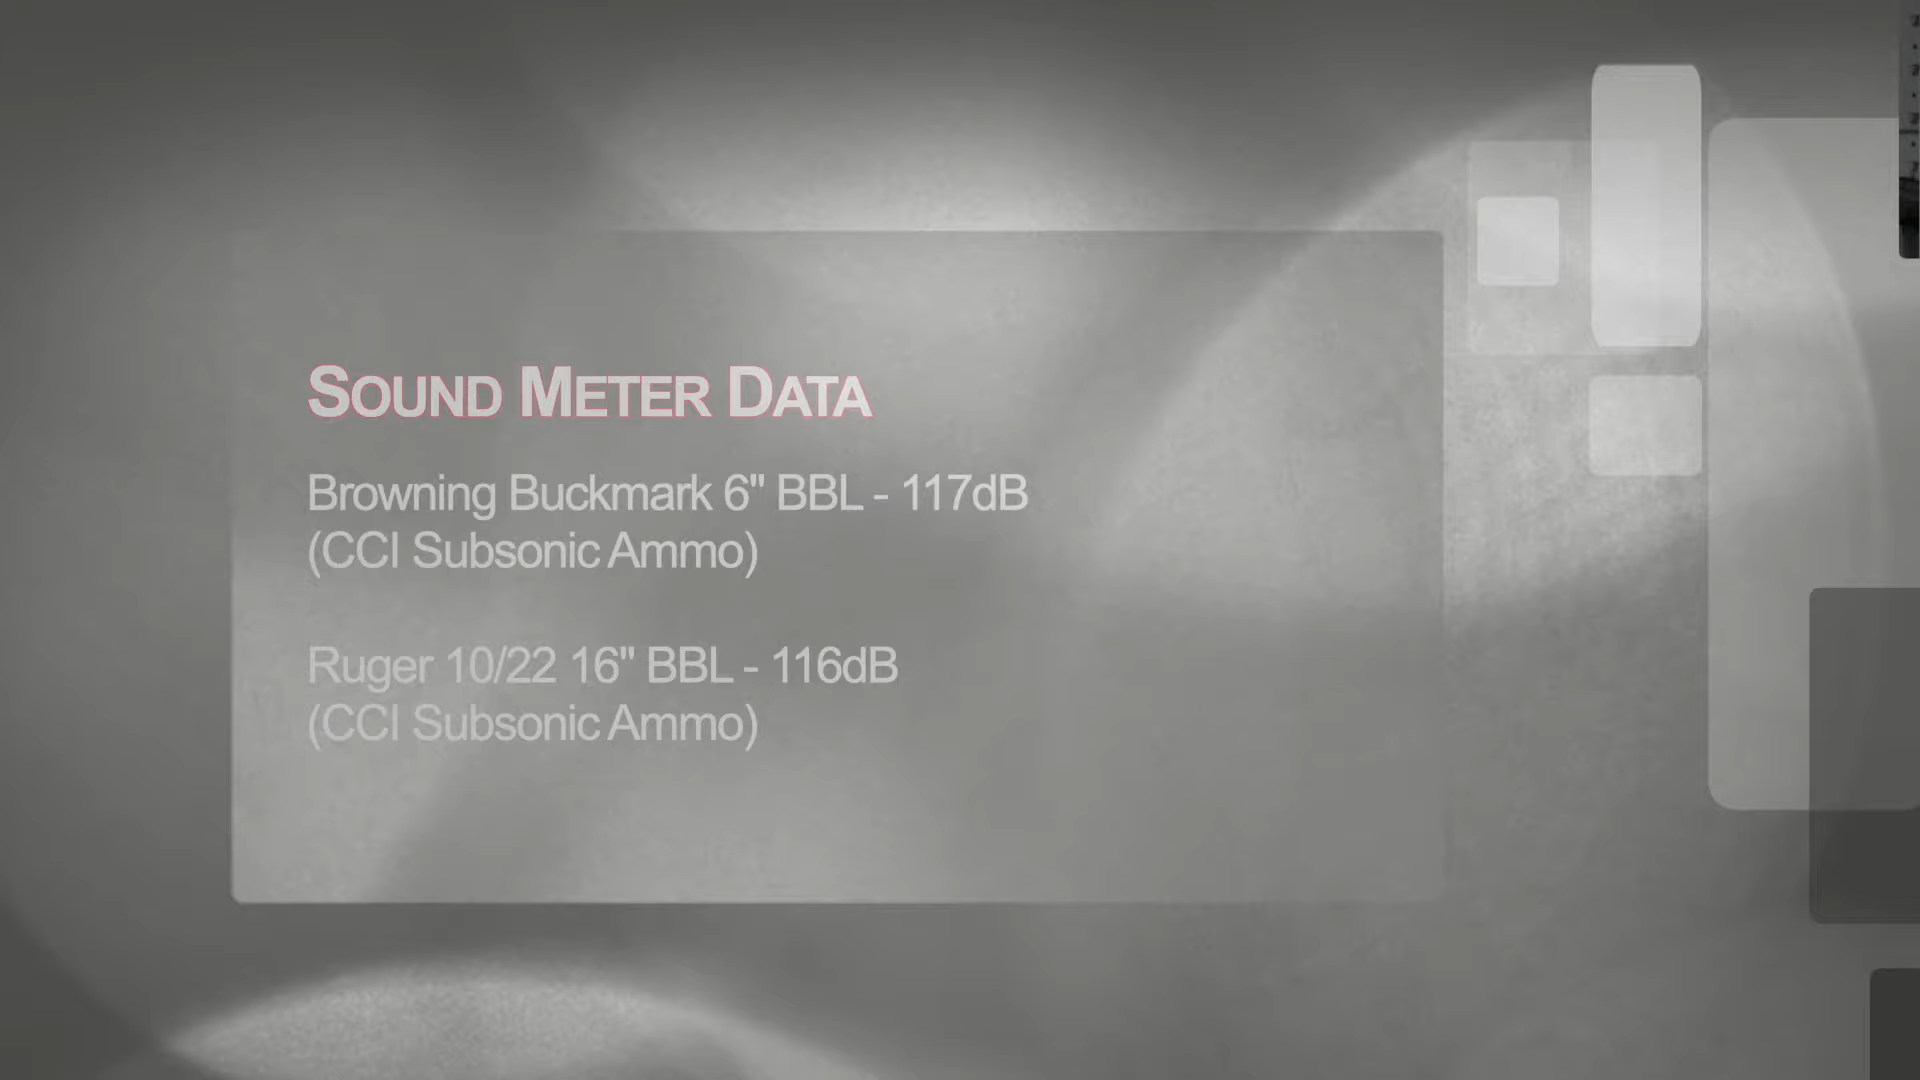 SOUND METER DATA
Browning Buckmark 6" BBL - 117dB
(CCI Subsonic Ammo)
Ruger 10/22 16" BBL - 116dB
(CCI Subsonic Ammo)